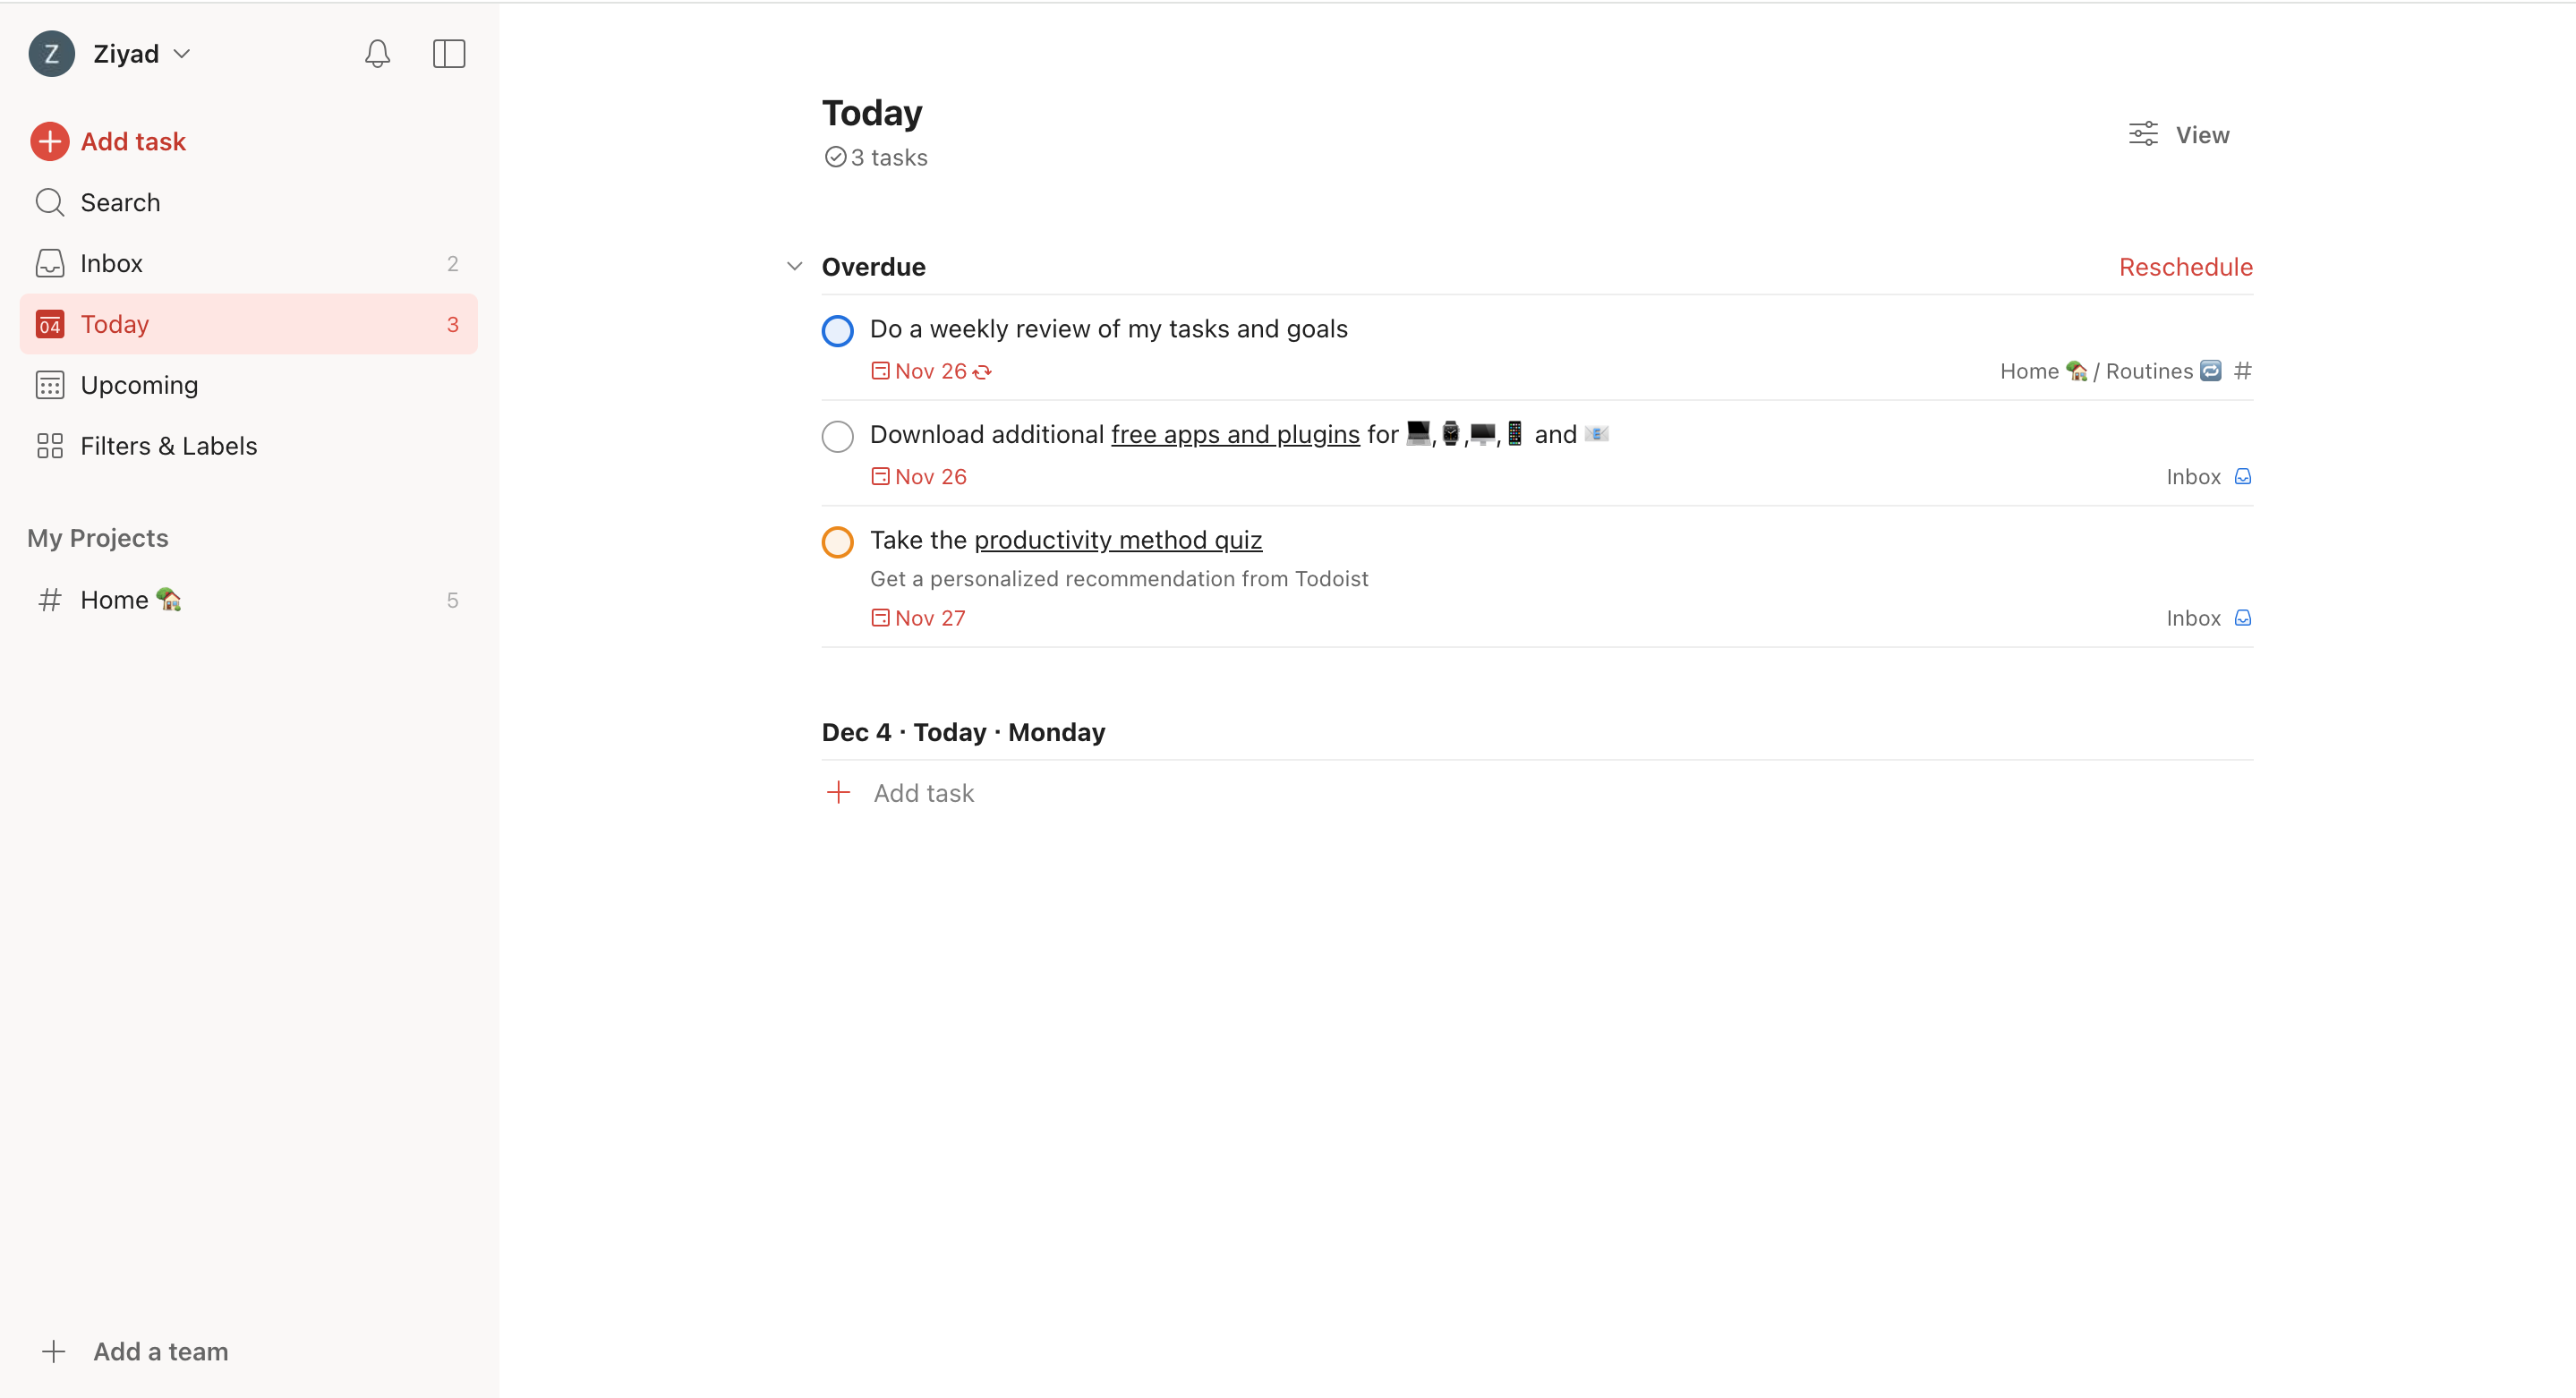 Z Ziyad
Add task
Search
Inbox 2
04 Today 3
Upcoming
Filters & Labels
My Projects
# Home 🏡 5
Add a team
Today
3 tasks
View
Overdue
Reschedule
Do a weekly review of my tasks and goals
Nov 26
Home 🏡 / Routines 🔁 #
Download additional free apps and plugins for 💻,⌚,🖥,📱 and 📧
Nov 26
Inbox
Take the productivity method quiz
Get a personalized recommendation from Todoist
Nov 27
Inbox
Dec 4 · Today · Monday
Add task